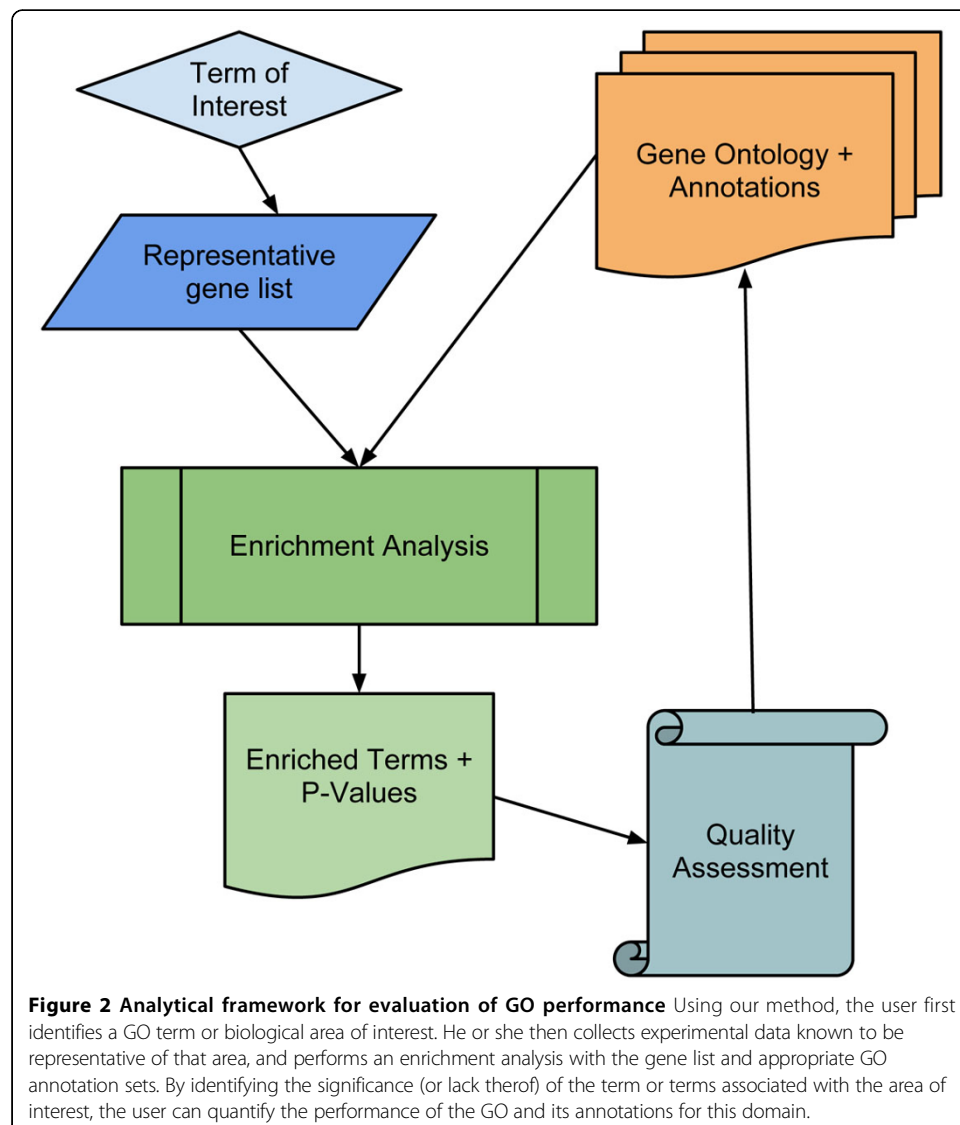 Term of
Interest
Gene Ontology +
Annotations
Representative
gene list
Enrichment Analysis
Enriched Terms +
P-Values
Quality
Assessment
Figure 2 Analytical framework for evaluation of GO performance Using our method, the user first
identifies a GO term or biological area of interest. He or she then collects experimental data known to be
representative of that area, and performs an enrichment analysis with the gene list and appropriate GO
annotation sets. By identifying the significance (or lack therof) of the term or terms associated with the area of
interest, the user can quantify the performance of the GO and its annotations for this domain.